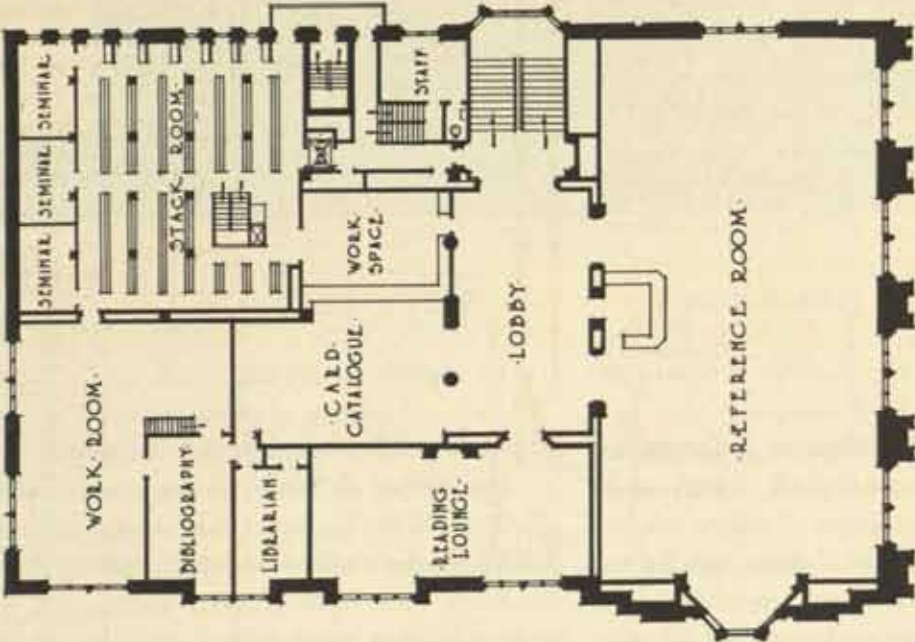 SEMINAR
SEMINAR
SEMINAR
STACK ROOM
STAFF
WORK
SPACE
·LOBBY·
·REFERENCE ROOM·
·CARD·
CATALOGUE·
WORK·ROOM·
BIBLIOGRAPHY
LIBRARIAN
·READING
LOUNGE·